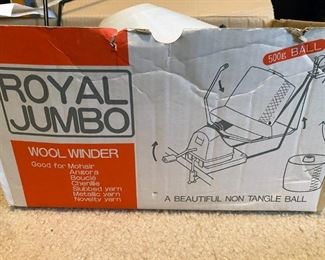 ROYAL
JUMBO
500g BALL
WOOL WINDER
Good for Mohair
Angora
Bouclé
Chenille
Slubbed yarn
Metallic yarn
Novelty yarn
A BEAUTIFUL NON TANGLE BALL